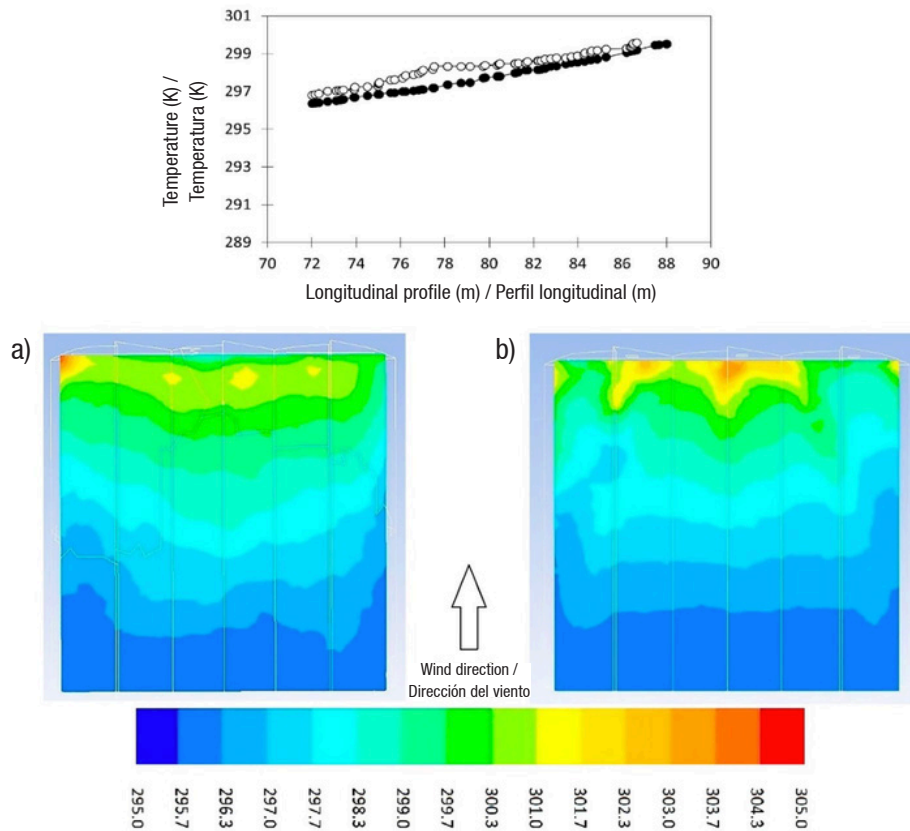 301
299
297
295
293
291
289
Temperature (K) /
Temperatura (K)
70 72 74 76 78 80 82 84 86 88 90
Longitudinal profile (m) / Perfil longitudinal (m)
a)
b)
Wind direction /
Dirección del viento
295.0 295.7 296.3 297.0 297.7 298.3 299.0 299.7 300.3 301.0 301.7 302.3 303.0 303.7 304.3 305.0